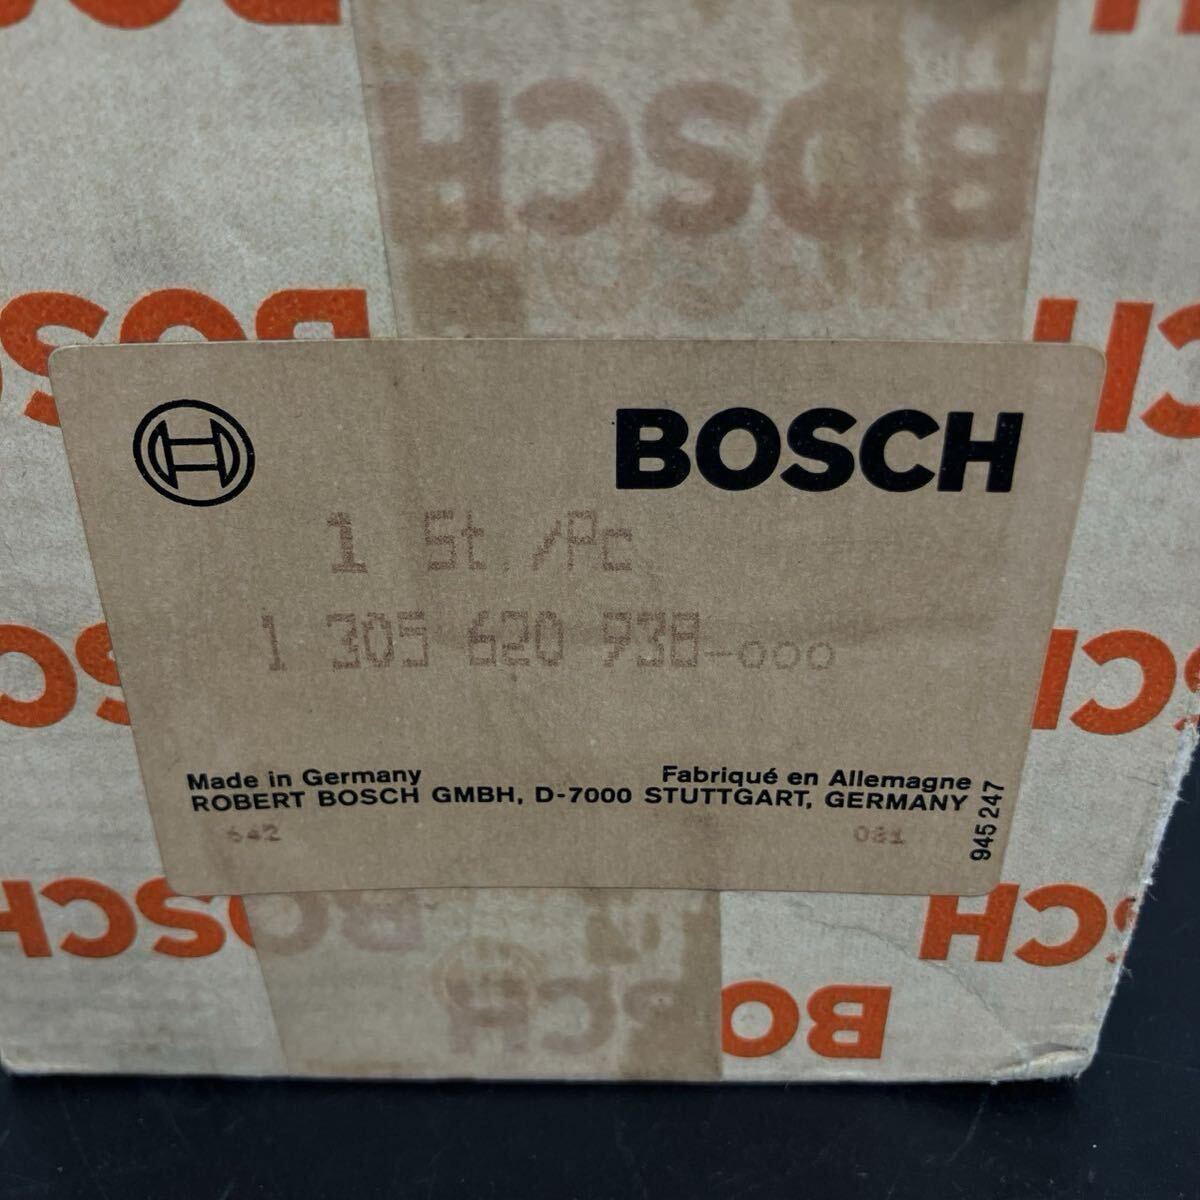 BOSCH
BOSCH
1 St./Pc
1 305 620 938-000
Made in Germany Fabriqué en Allemagne
ROBERT BOSCH GMBH, D-7000 STUTTGART, GERMANY
642 081
945 247
BOSCH
BOSCH